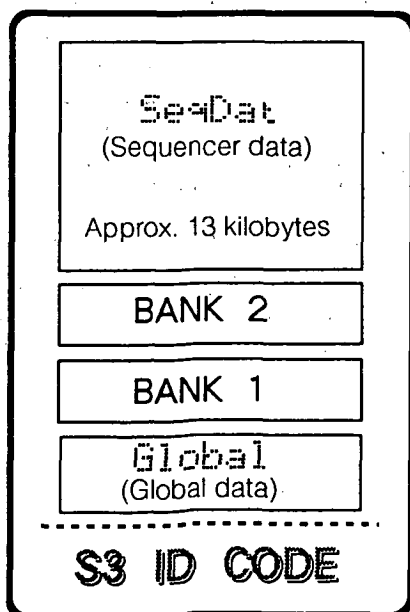 SeqDat
(Sequencer data)
Approx. 13 kilobytes
BANK 2
BANK 1
Global
(Global data)
S3 ID CODE